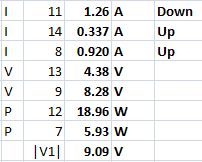 I 11 1.26 A Down
I 14 0.337 A Up
I 8 0.920 A Up
V 13 4.38 V
V 9 8.28 V
P 12 18.96 W
P 7 5.93 W
|V1| 9.09 V